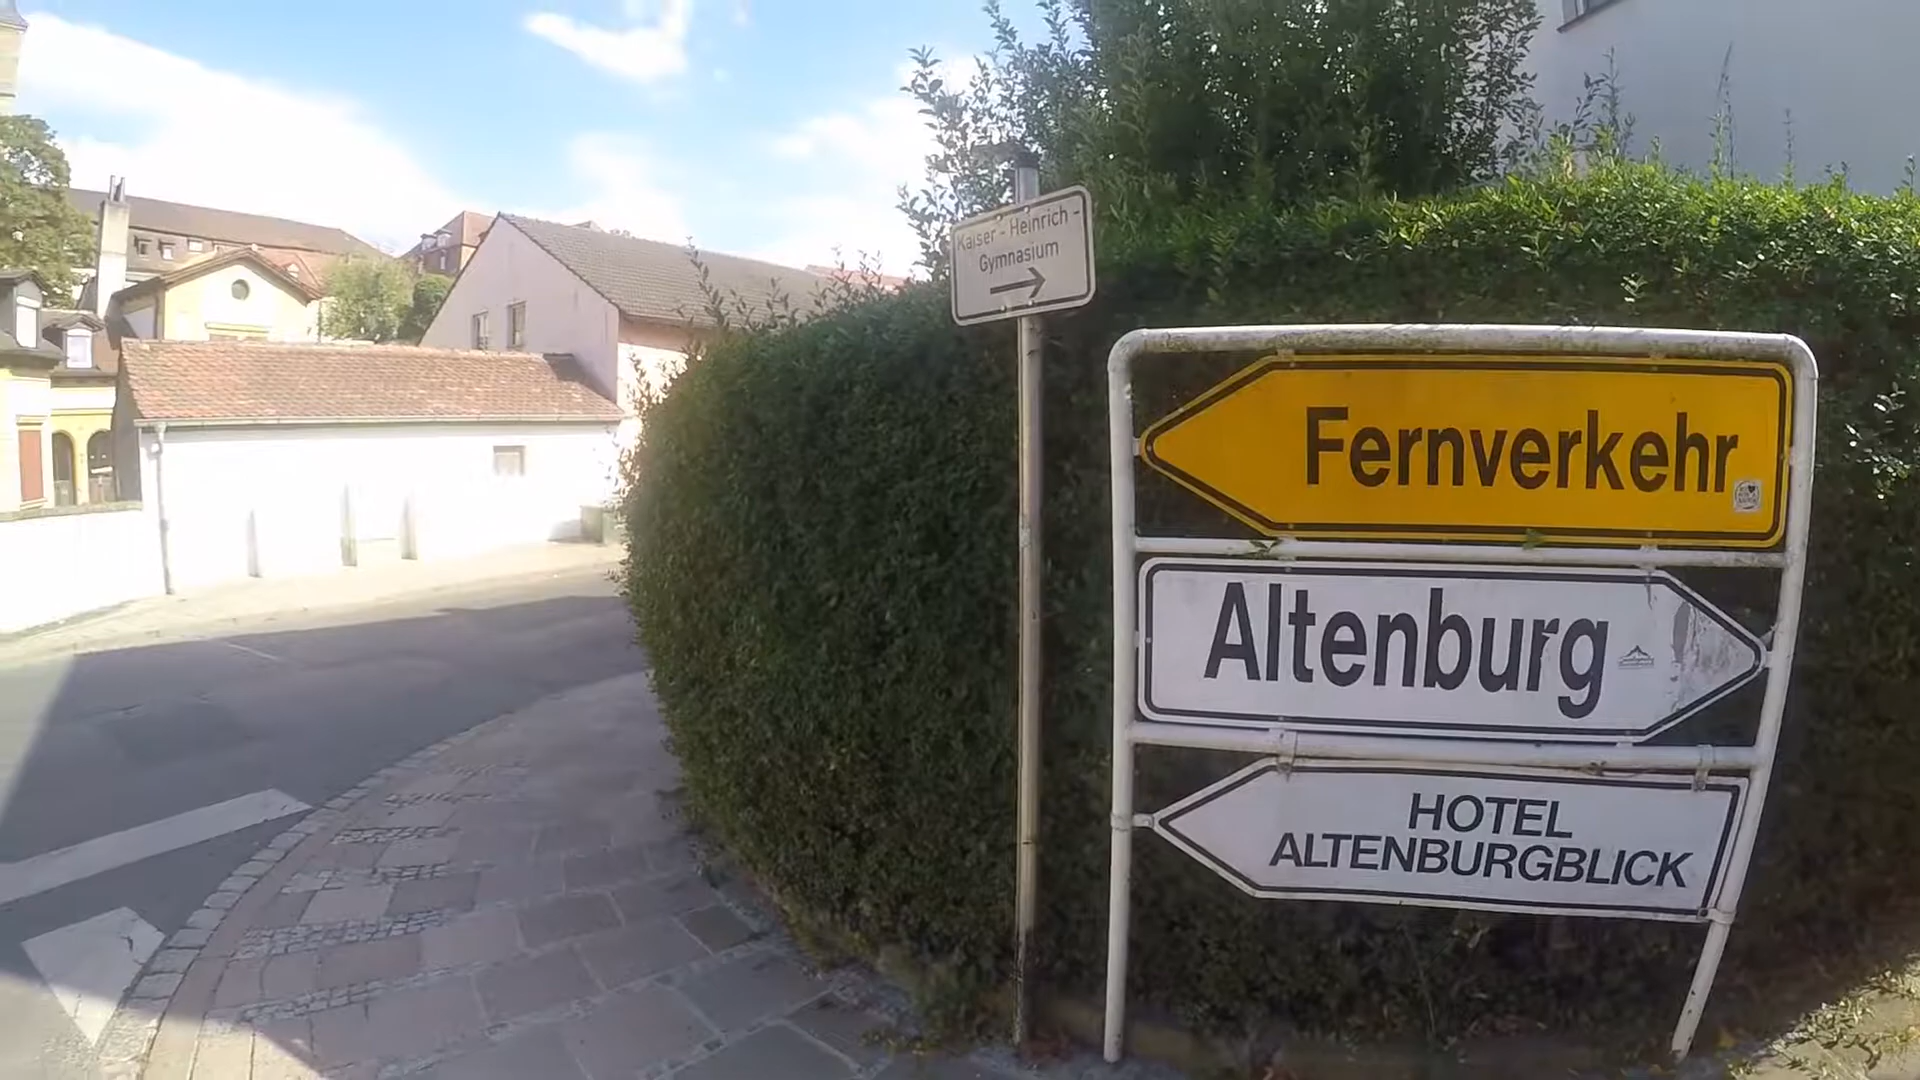 Kaiser - Heinrich -
Gymnasium
Fernverkehr
Altenburg
HOTEL
ALTENBURGBLICK